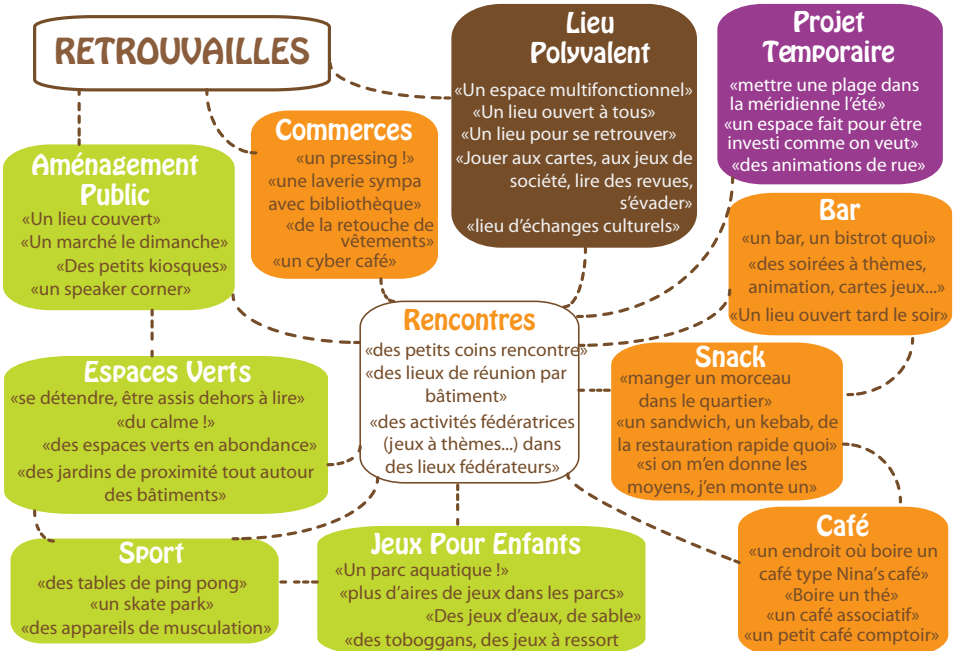 RETROUVAILLES
Lieu
Polyvalent
«Un espace multifonctionnel»
«Un lieu ouvert à tous»
«Un lieu pour se retrouver»
«Jouer aux cartes, aux jeux de
société, lire des revues,
s'évader»
«lieu d'échanges culturels»
Projet
Temporaire
«mettre une plage dans
la méridienne l'été»
«un espace fait pour être
investi comme on veut»
«des animations de rue»
Commerces
«un pressing !»
«une laverie sympa
avec bibliothèque»
«de la retouche de
vêtements»
«un cyber café»
Aménagement
Public
«Un lieu couvert»
«Un marché le dimanche»
«Des petits kiosques»
«un speaker corner»
Bar
«un bar, un bistrot quoi»
«des soirées à thèmes,
animation, cartes jeux...»
«Un lieu ouvert tard le soir»
Rencontres
«des petits coins rencontre»
«des lieux de réunion par
bâtiment»
«des activités fédératrices
(jeux à thèmes...) dans
des lieux fédérateurs»
Snack
«manger un morceau
dans le quartier»
«un sandwich, un kebab, de
la restauration rapide quoi»
«si on m'en donne les
moyens, j'en monte un»
Espaces Verts
«se détendre, être assis dehors à lire»
«du calme !»
«des espaces verts en abondance»
«des jardins de proximité tout autour
des bâtiments»
Sport
«des tables de ping pong»
«un skate park»
«des appareils de musculation»
Jeux Pour Enfants
«Un parc aquatique !»
«plus d'aires de jeux dans les parcs»
«Des jeux d'eaux, de sable»
«des toboggans, des jeux à ressort
Café
«un endroit où boire un
café type Nina's café»
«Boire un thé»
«un café associatif»
«un petit café comptoir»